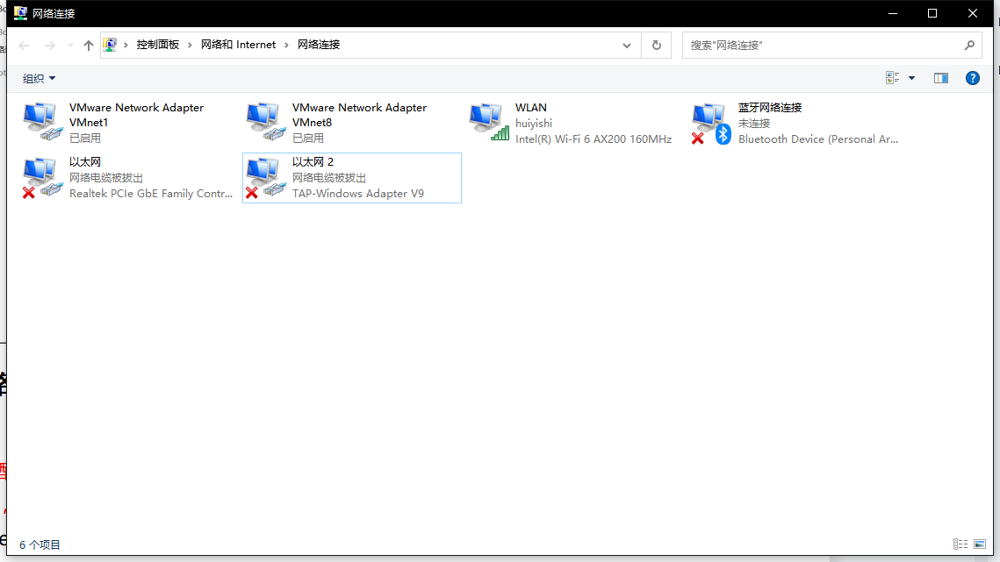 网络连接
控制面板 › 网络和 Internet › 网络连接
搜索"网络连接"
组织
VMware Network Adapter
VMnet1
已启用
VMware Network Adapter
VMnet8
已启用
WLAN
huiyishi
Intel(R) Wi-Fi 6 AX200 160MHz
蓝牙网络连接
未连接
Bluetooth Device (Personal Ar...
以太网
网络电缆被拔出
Realtek PCIe GbE Family Contr...
以太网 2
网络电缆被拔出
TAP-Windows Adapter V9
6 个项目